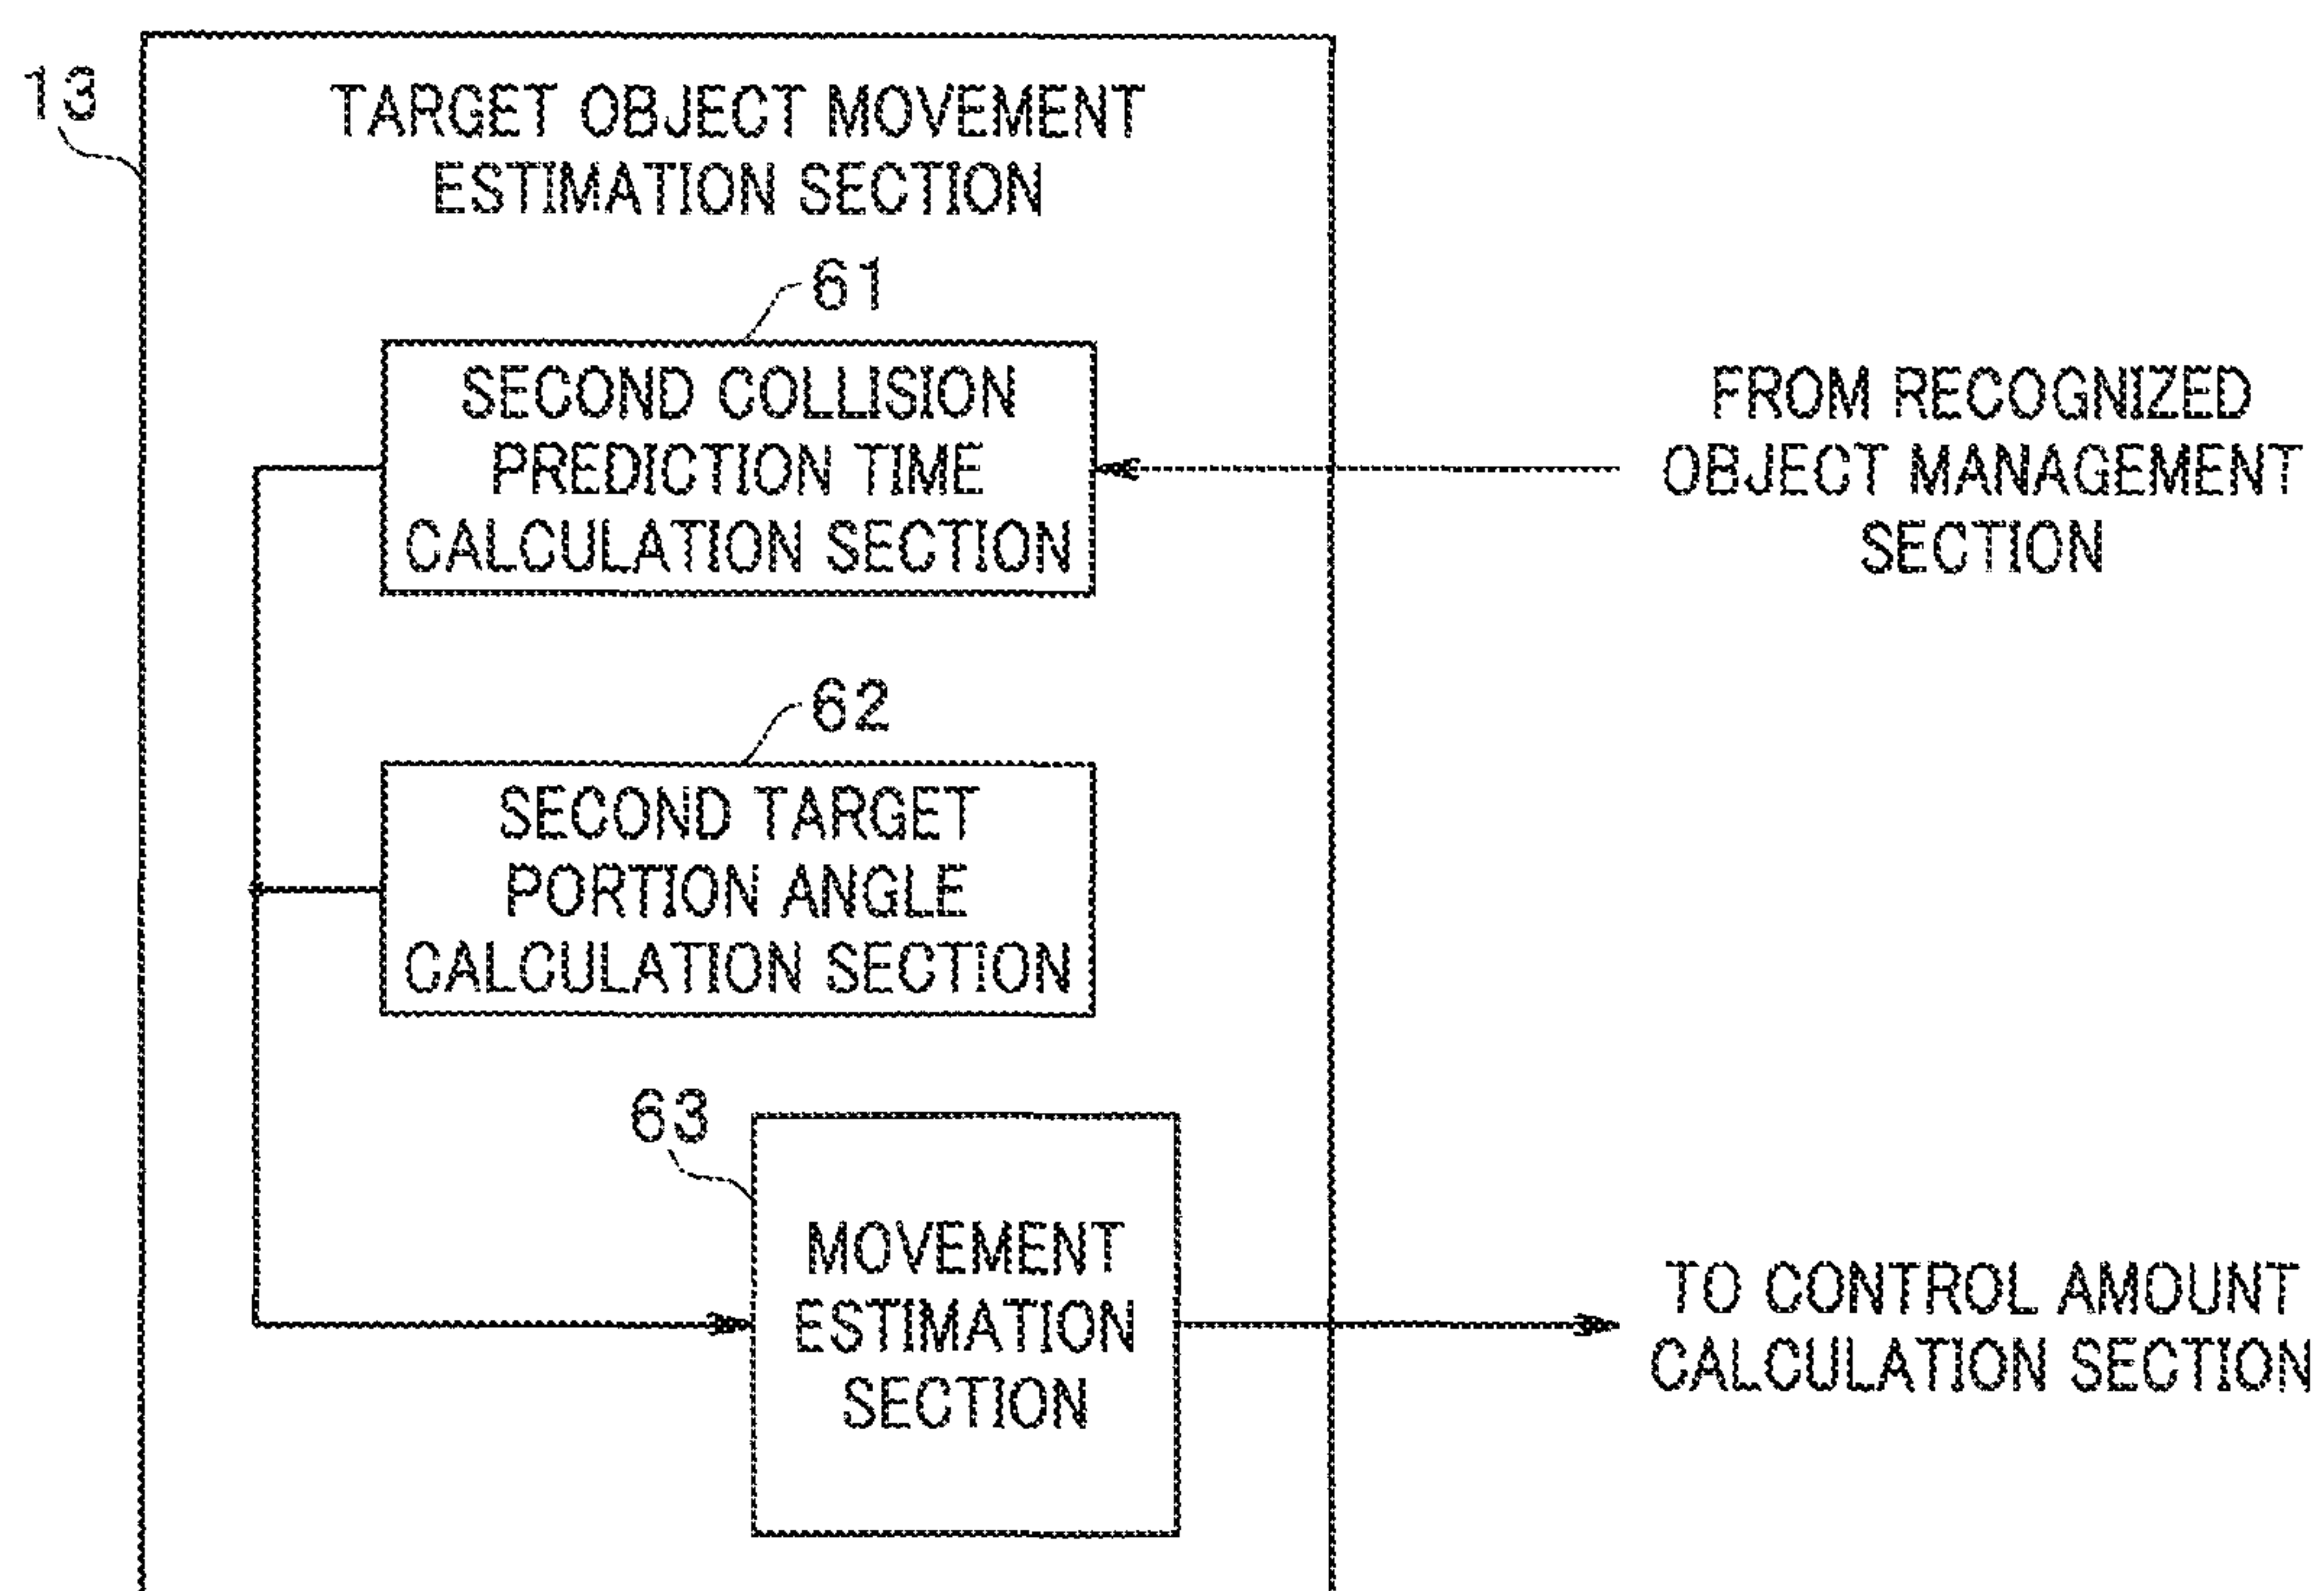 13
TARGET OBJECT MOVEMENT
ESTIMATION SECTION
61
SECOND COLLISION
PREDICTION TIME
CALCULATION SECTION
FROM RECOGNIZED
OBJECT MANAGEMENT
SECTION
62
SECOND TARGET
PORTION ANGLE
CALCULATION SECTION
63
MOVEMENT
ESTIMATION
SECTION
TO CONTROL AMOUNT
CALCULATION SECTION